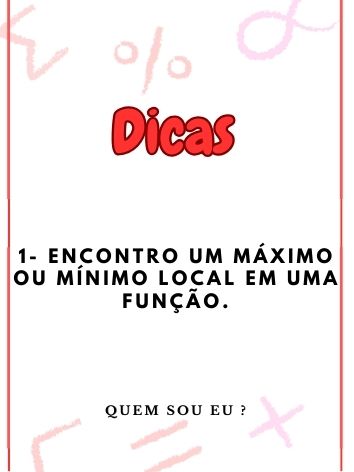 Dicas
1- ENCONTRO UM MÁXIMO
OU MÍNIMO LOCAL EM UMA
FUNÇÃO.
QUEM SOU EU ?